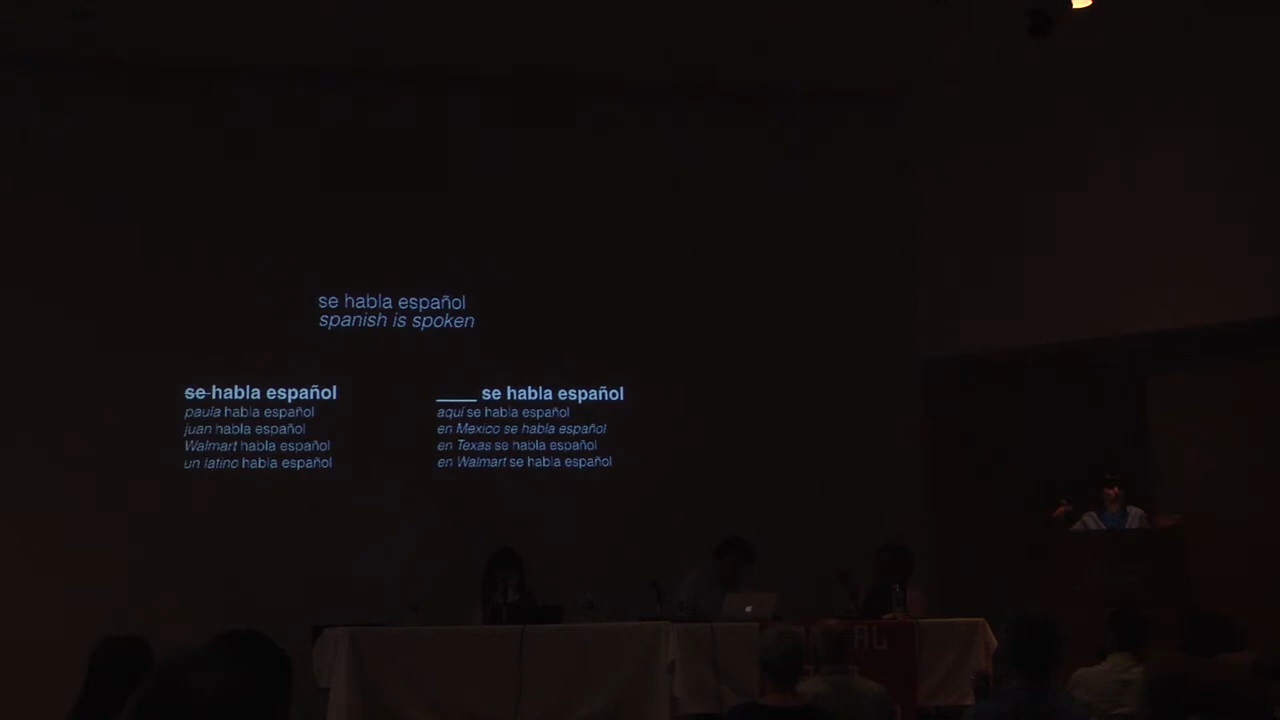 se habla español
spanish is spoken
se habla español
paula habla español
juan habla español
Walmart habla español
un latino habla español
____ se habla español
aquí se habla español
en Mexico se habla español
en Texas se habla español
en Walmart se habla español
AL